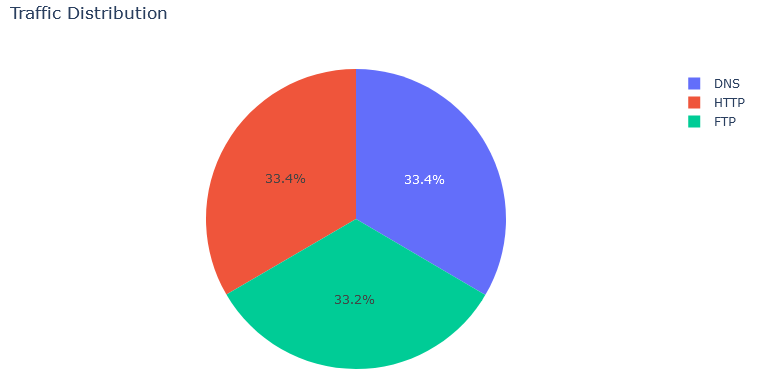 Traffic Distribution
DNS
HTTP
FTP
33.4%
33.4%
33.2%